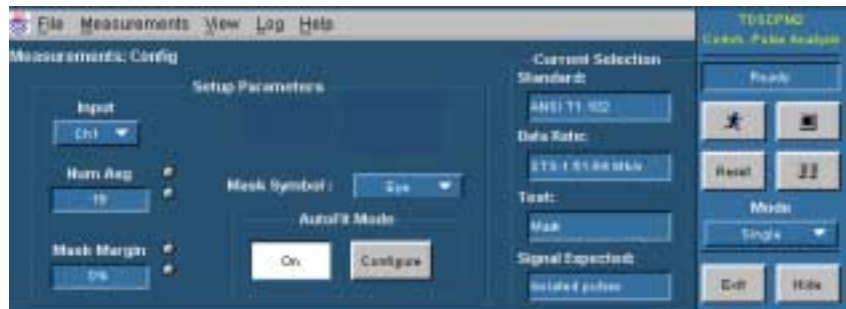 File Measurements View Log Help
Measurements: Config
Setup Parameters
Input
Ch1
Num Avg
Mask Margin
0%
Mask Symbol:
Eye
AutoFit Mode
On
Configure
Current Selection
Standard:
ANSI T1.102
Data Rate:
STS-1 51.84 Mb/s
Test:
Mask
Signal Expected:
Isolated pulses
TDSCPM2
Comm. Pulse Analyzer
Ready
Reset
Mode
Single
Exit
Hide